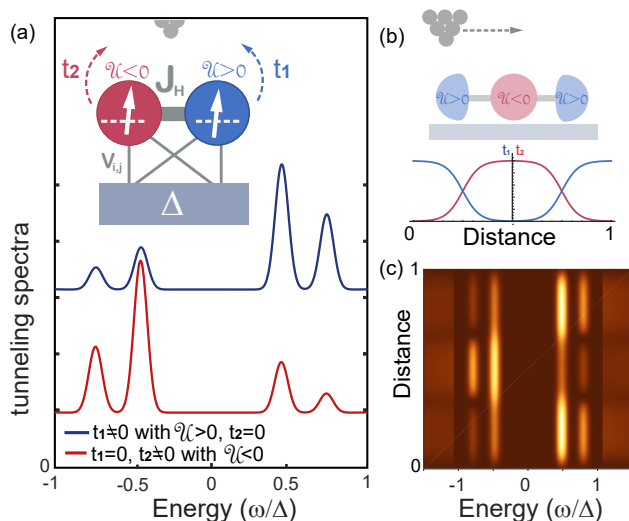 (a)
t₂
𝒰<0
𝒰>0
t₁
J_H
V_{i,j}
Δ
tunneling spectra
0
t₁≠0 with 𝒰>0, t₂=0
t₁=0, t₂≠0 with 𝒰<0
-1
-0.5
0
0.5
1
Energy (ω/Δ)
(b)
𝒰>0
𝒰<0
𝒰>0
t₁
t₂
0
1
Distance
(c)
1
Distance
0
-1
0
1
Energy (ω/Δ)